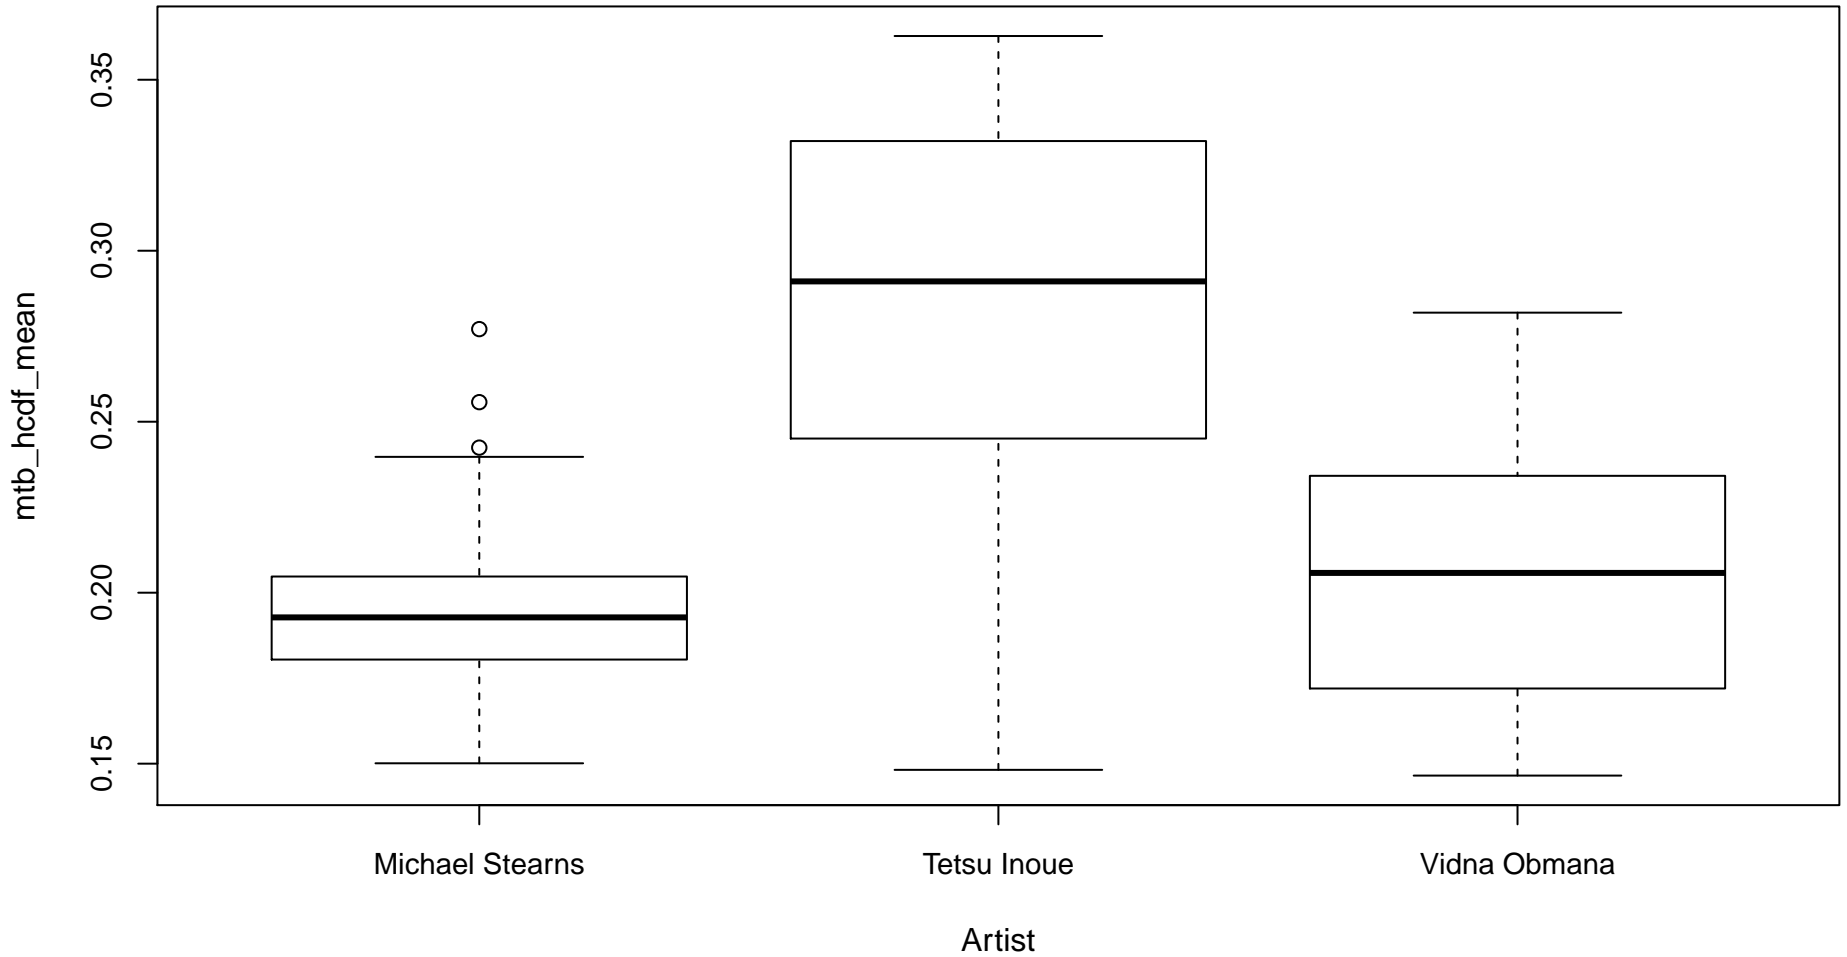 mtb_hcdf_mean
0.35
0.30
0.25
0.20
0.15
Michael Stearns
Tetsu Inoue
Vidna Obmana
Artist